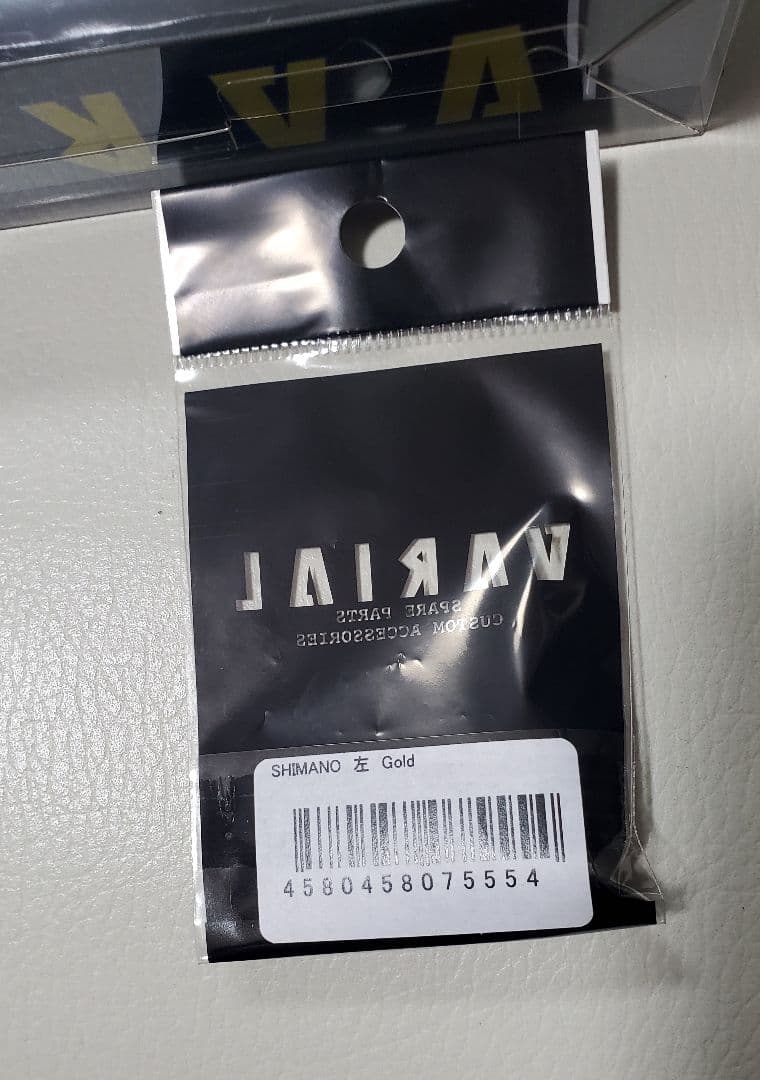 VARIAL
SPARE PARTS
CUSTOM ACCESSORIES
SHIMANO 左 Gold
4580458075554